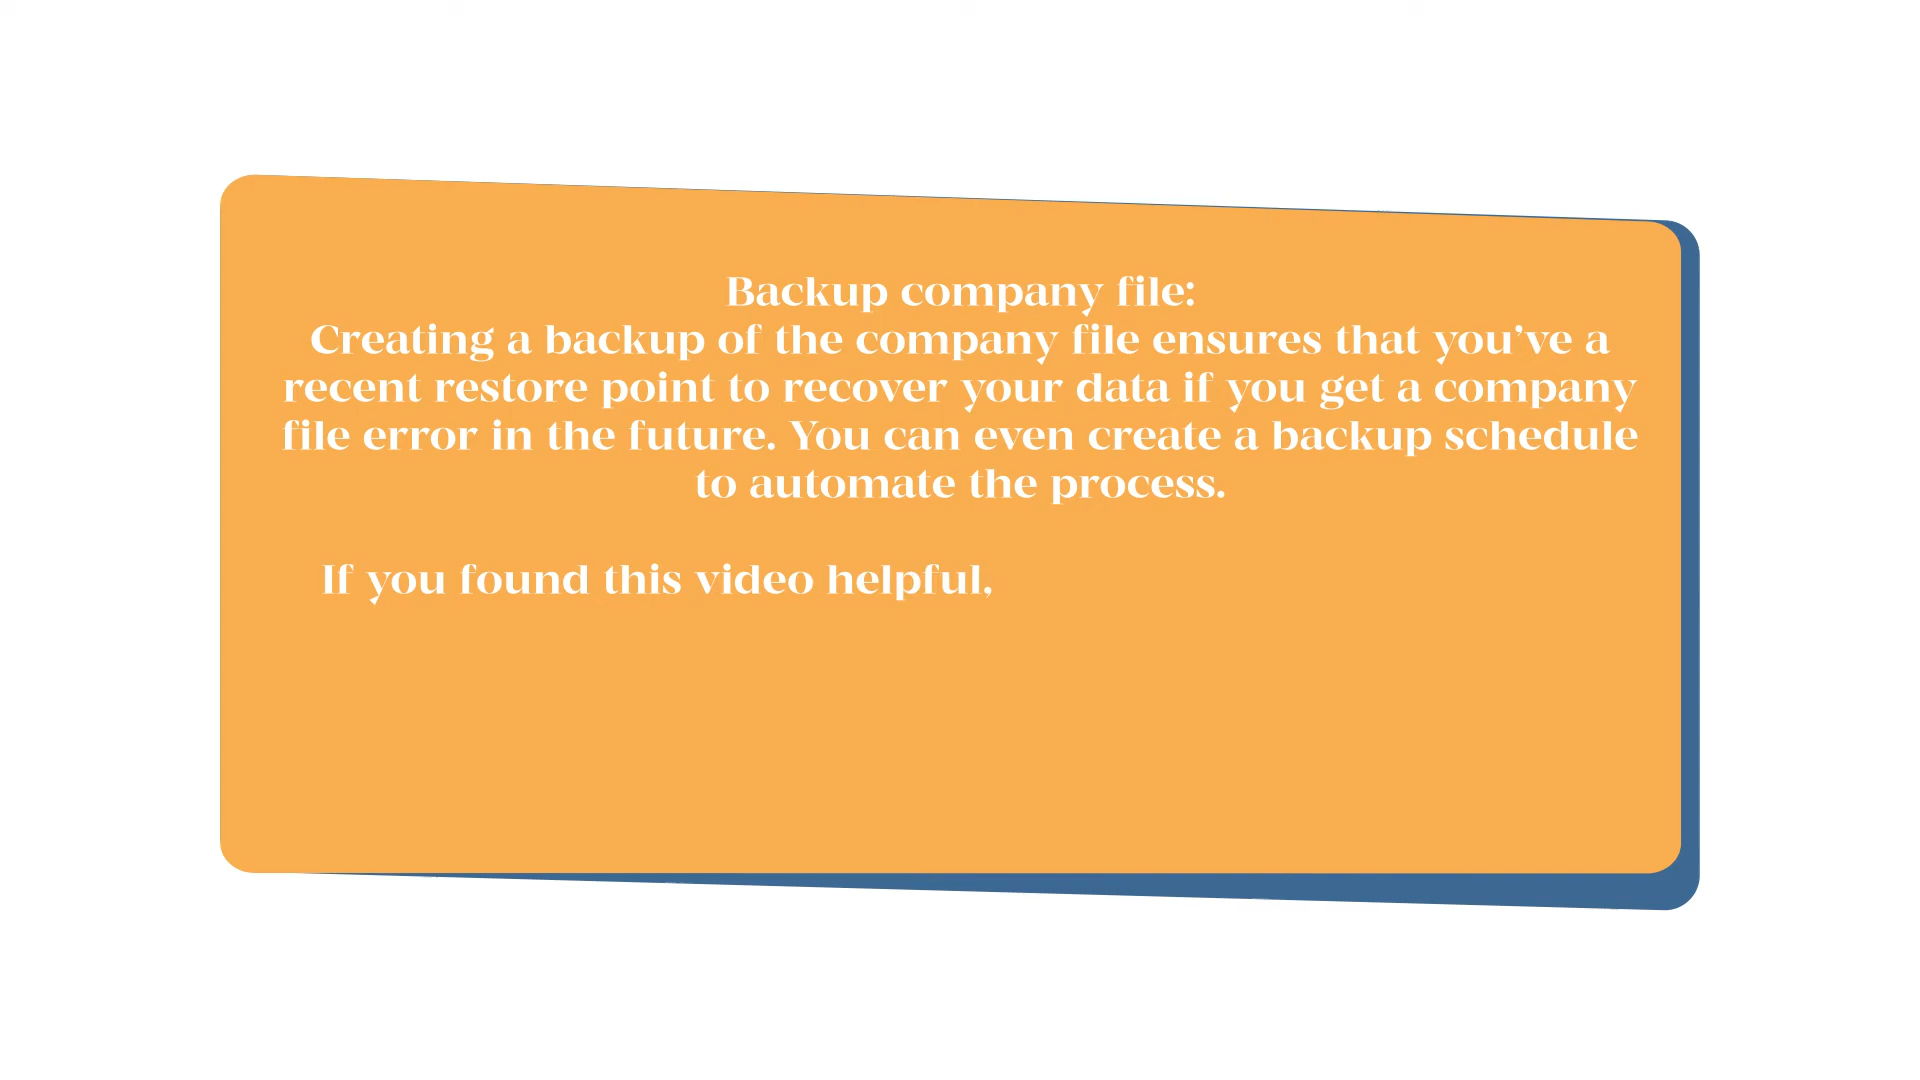 Backup company file:
Creating a backup of the company file ensures that you've a
recent restore point to recover your data if you get a company
file error in the future. You can even create a backup schedule
to automate the process.
If you found this video helpful,